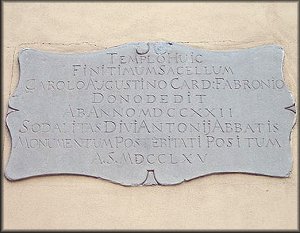 TEMPLO HUIC
FINITIMUM SACELLUM
CAROLO AUGUSTINO CARD: FABRONIO
DONO DEDIT
AB ANNO MDCCXXII
SODALITAS DIVI ANTONIJ ABBATIS
MONUMENTUM POSTERITATI POSITUM
A.S. MDCCLXV